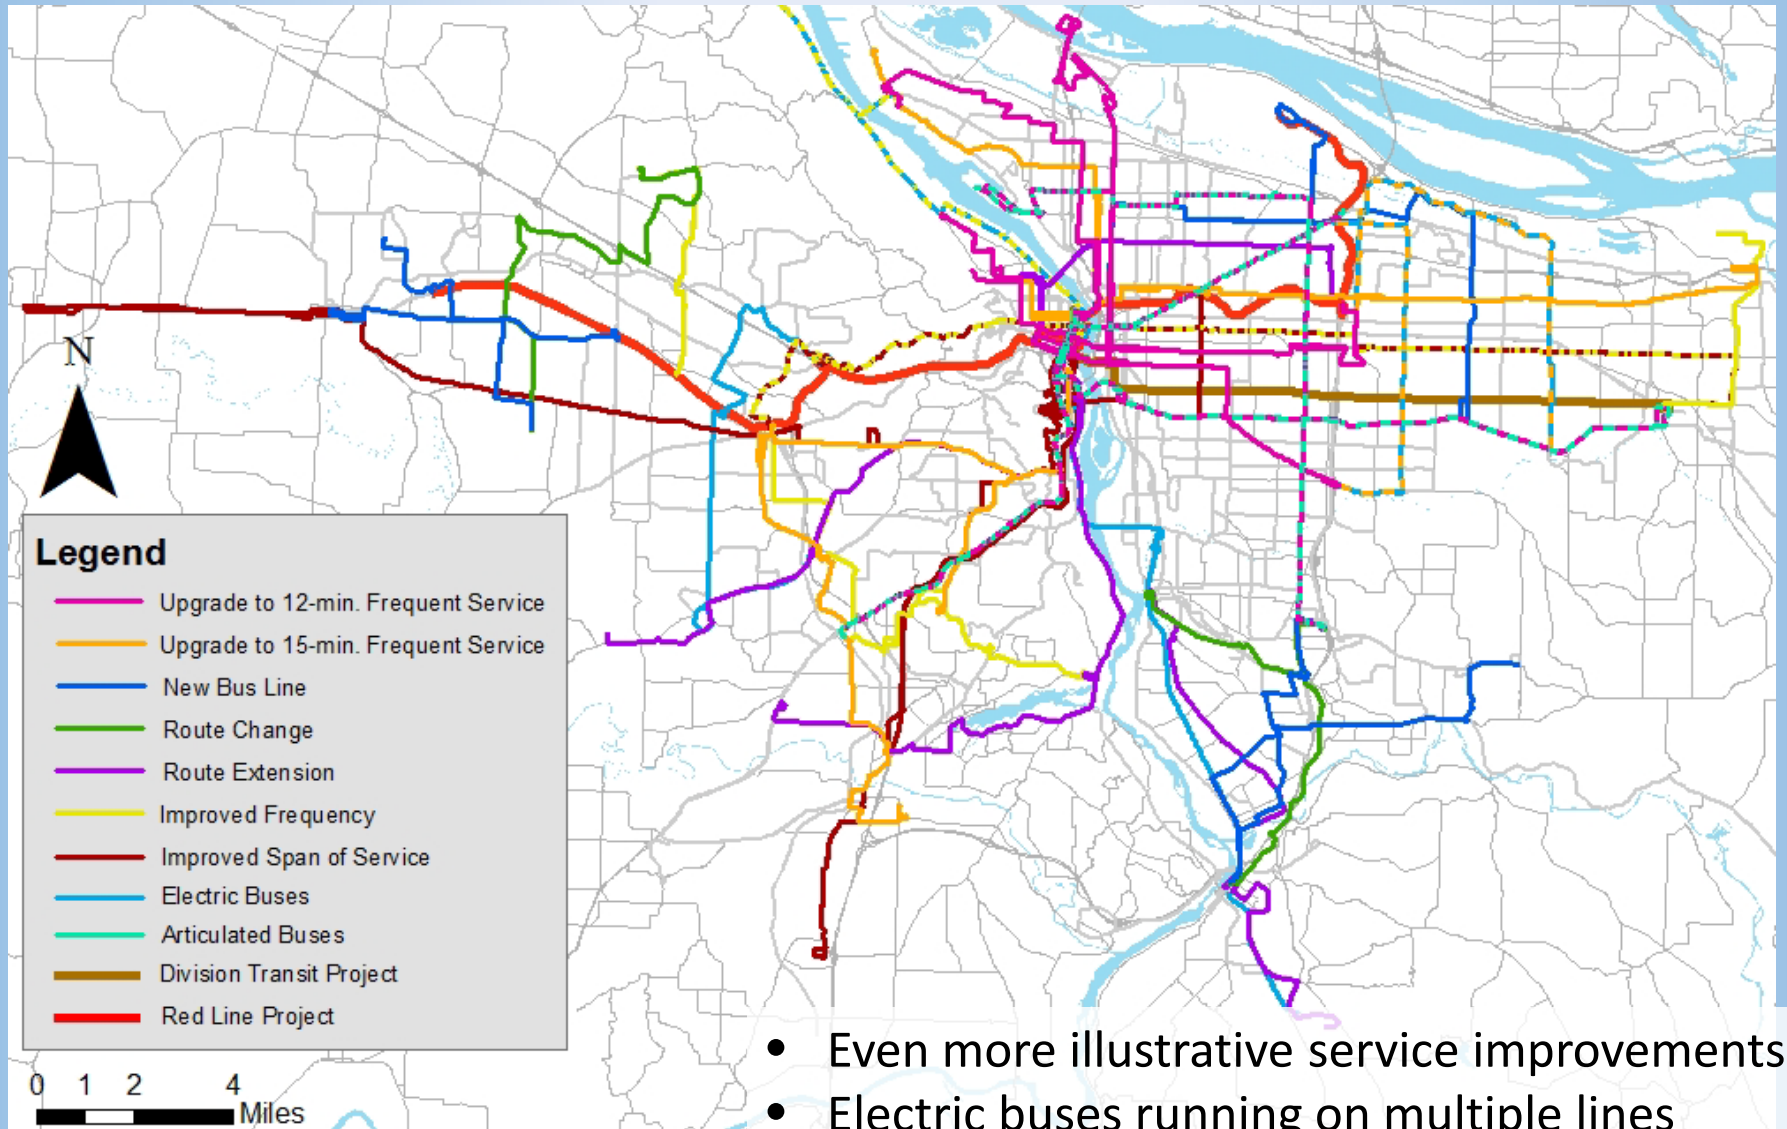 N
Legend
Upgrade to 12-min. Frequent Service
Upgrade to 15-min. Frequent Service
New Bus Line
Route Change
Route Extension
Improved Frequency
Improved Span of Service
Electric Buses
Articulated Buses
Division Transit Project
Red Line Project
0 1 2 4
Miles
• Even more illustrative service improvements
• Electric buses running on multiple lines